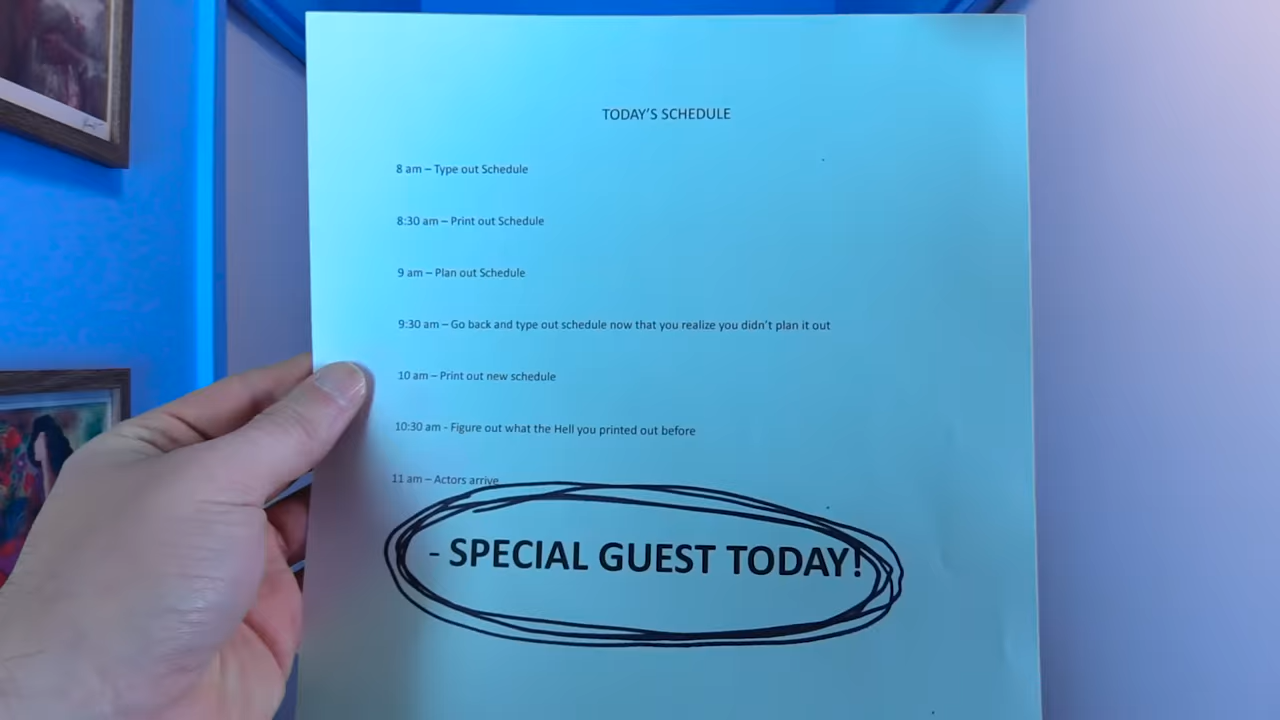 TODAY'S SCHEDULE
8 am – Type out Schedule
8:30 am – Print out Schedule
9 am – Plan out Schedule
9:30 am – Go back and type out schedule now that you realize you didn't plan it out
10 am – Print out new schedule
10:30 am - Figure out what the Hell you printed out before
11 am – Actors arrive
- SPECIAL GUEST TODAY!